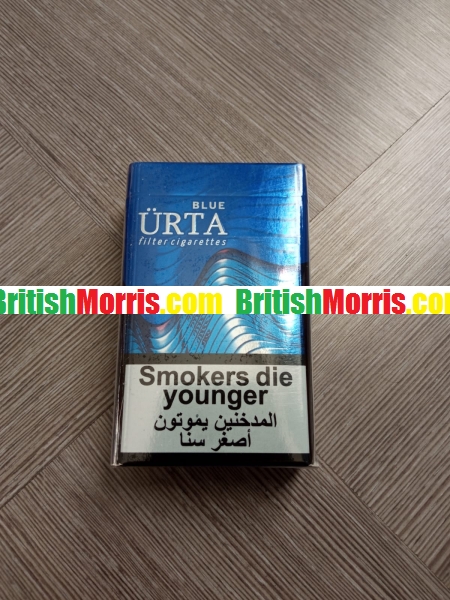 BLUE
ÜRTA
filter cigarettes
BritishMorris.com BritishMorris.com
Smokers die
younger
المدخنين يموتون
أصغر سنا